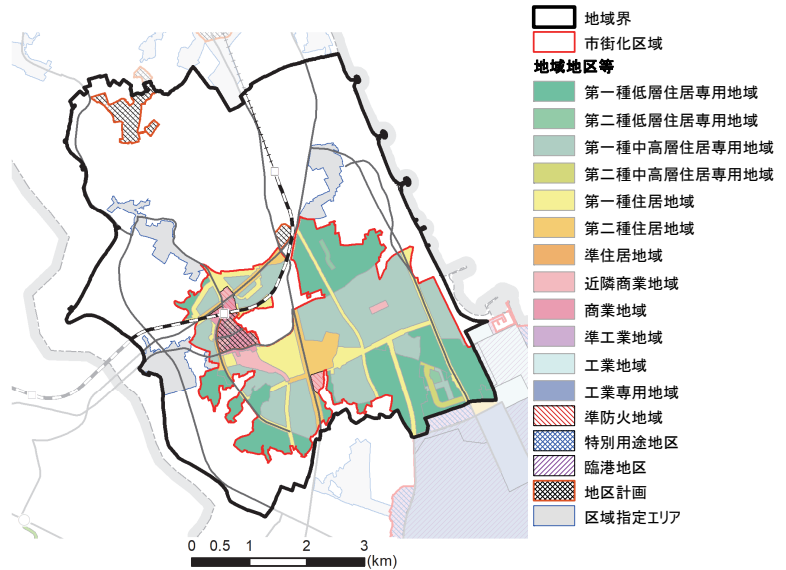 地域界
市街化区域
地域地区等
第一種低層住居専用地域
第二種低層住居専用地域
第一種中高層住居専用地域
第二種中高層住居専用地域
第一種住居地域
第二種住居地域
準住居地域
近隣商業地域
商業地域
準工業地域
工業地域
工業専用地域
準防火地域
特別用途地区
臨港地区
地区計画
区域指定エリア
0 0.5 1 2 3
(km)